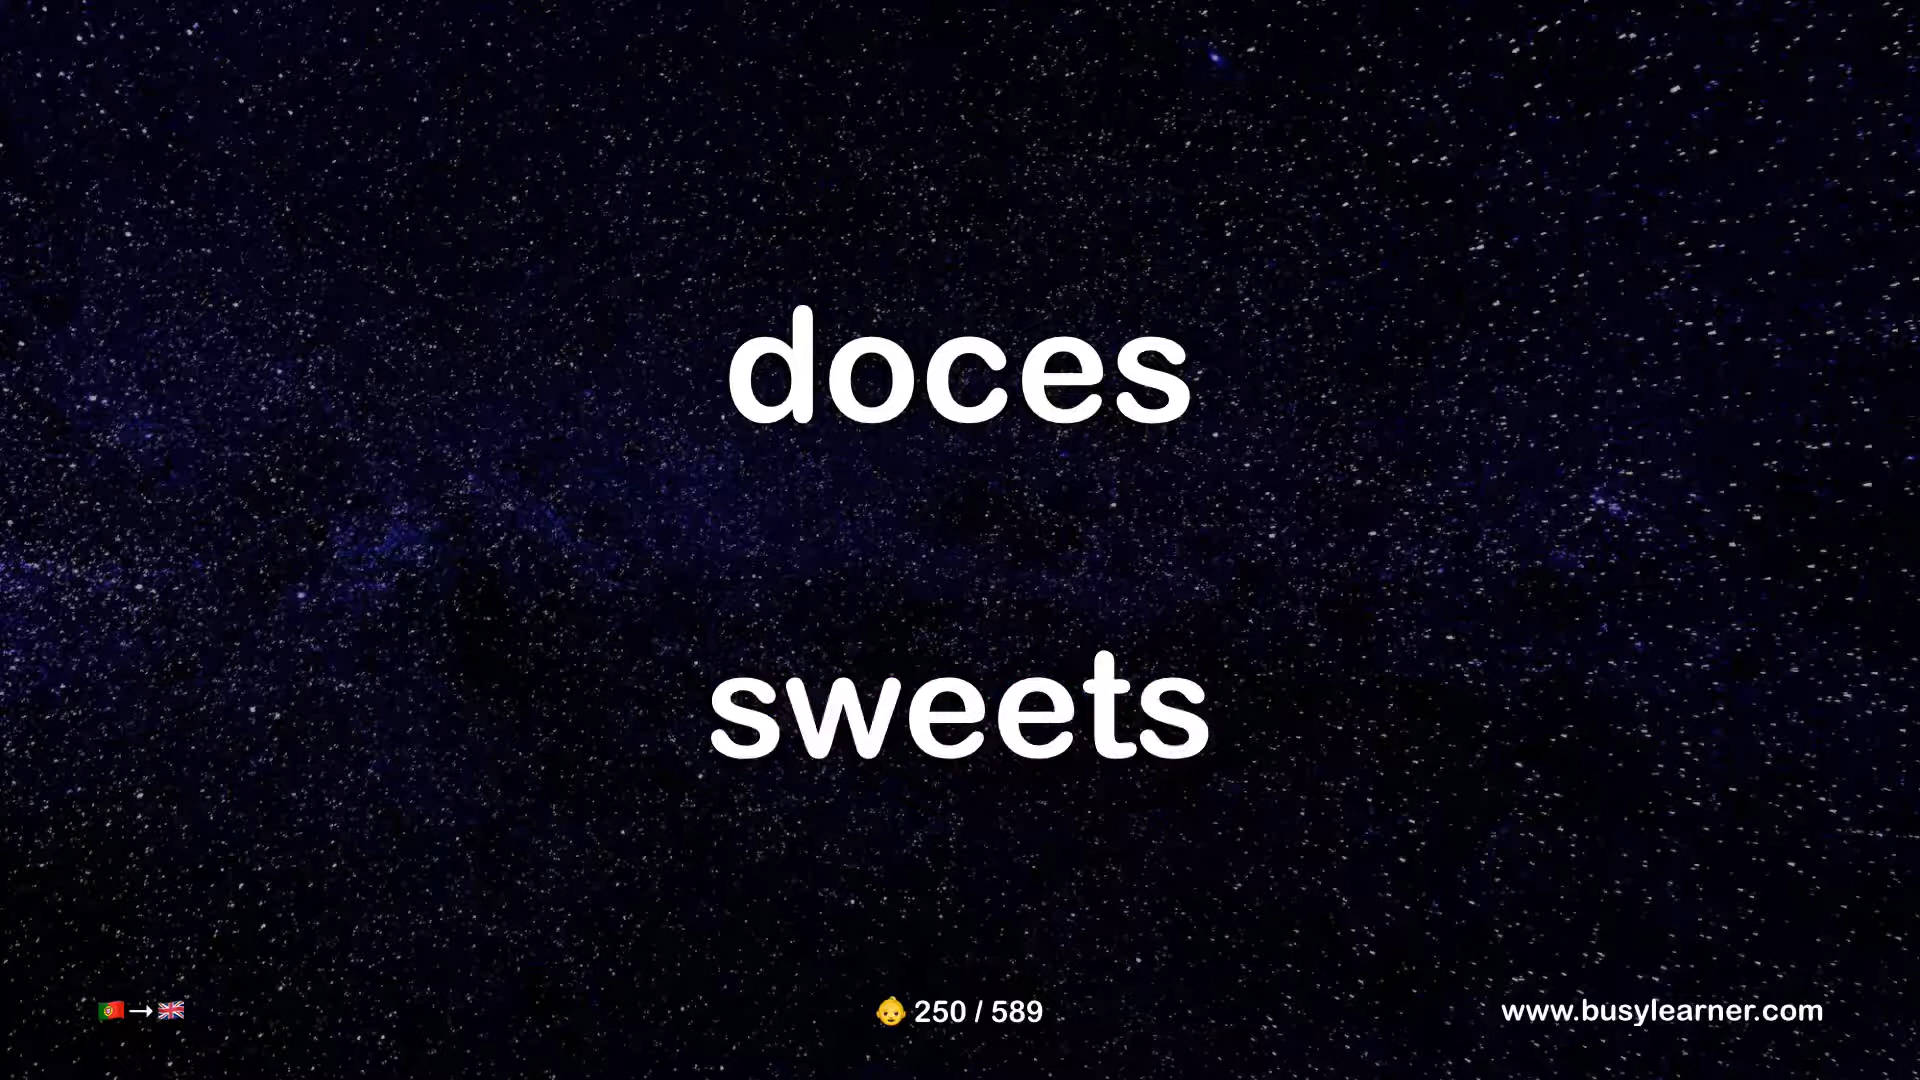 doces
sweets
🇵🇹→🇬🇧
👶 250 / 589
www.busylearner.com